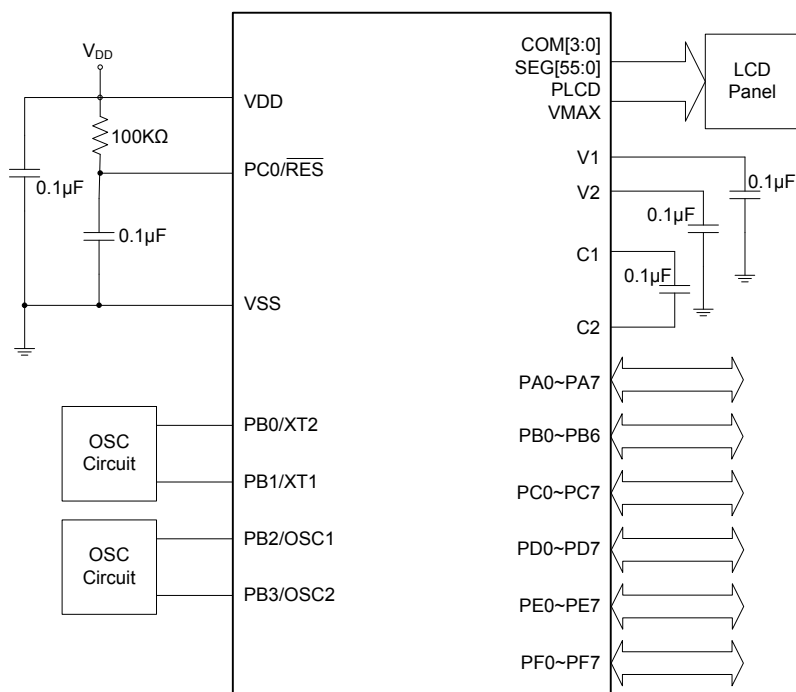 VDD
VDD
100KΩ
PC0/RES
0.1μF
0.1μF
VSS
OSC
Circuit
PB0/XT2
PB1/XT1
OSC
Circuit
PB2/OSC1
PB3/OSC2
COM[3:0]
SEG[55:0]
PLCD
VMAX
LCD
Panel
V1
0.1μF
V2
0.1μF
C1
0.1μF
C2
PA0~PA7
PB0~PB6
PC0~PC7
PD0~PD7
PE0~PE7
PF0~PF7